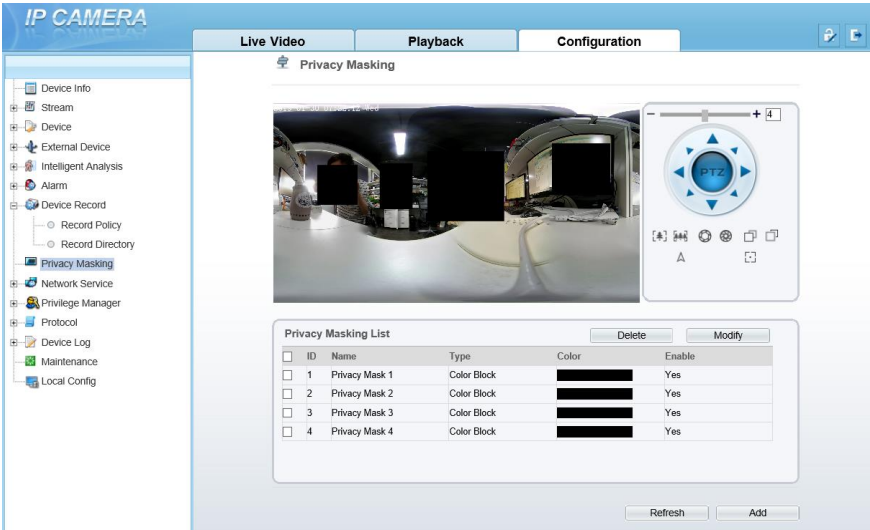 IP CAMERA
Live Video Playback Configuration
Privacy Masking
Device Info
Stream
Device
External Device
Intelligent Analysis
Alarm
Device Record
Record Policy
Record Directory
Privacy Masking
Network Service
Privilege Manager
Protocol
Device Log
Maintenance
Local Config
- + 4
PTZ
Privacy Masking List Delete Modify
ID Name Type Color Enable
1 Privacy Mask 1 Color Block Yes
2 Privacy Mask 2 Color Block Yes
3 Privacy Mask 3 Color Block Yes
4 Privacy Mask 4 Color Block Yes
Refresh Add